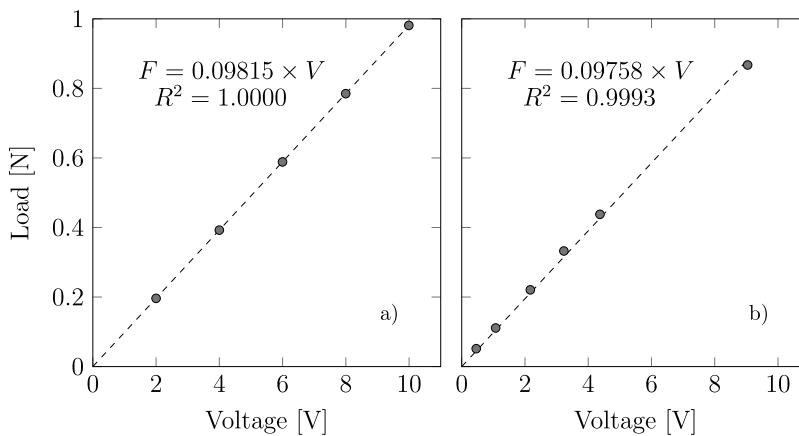 F = 0.09815 × V
R² = 1.0000
F = 0.09758 × V
R² = 0.9993
1
0.8
0.6
0.4
0.2
0
Load [N]
a)
b)
0 2 4 6 8 10
0 2 4 6 8 10
Voltage [V]
Voltage [V]